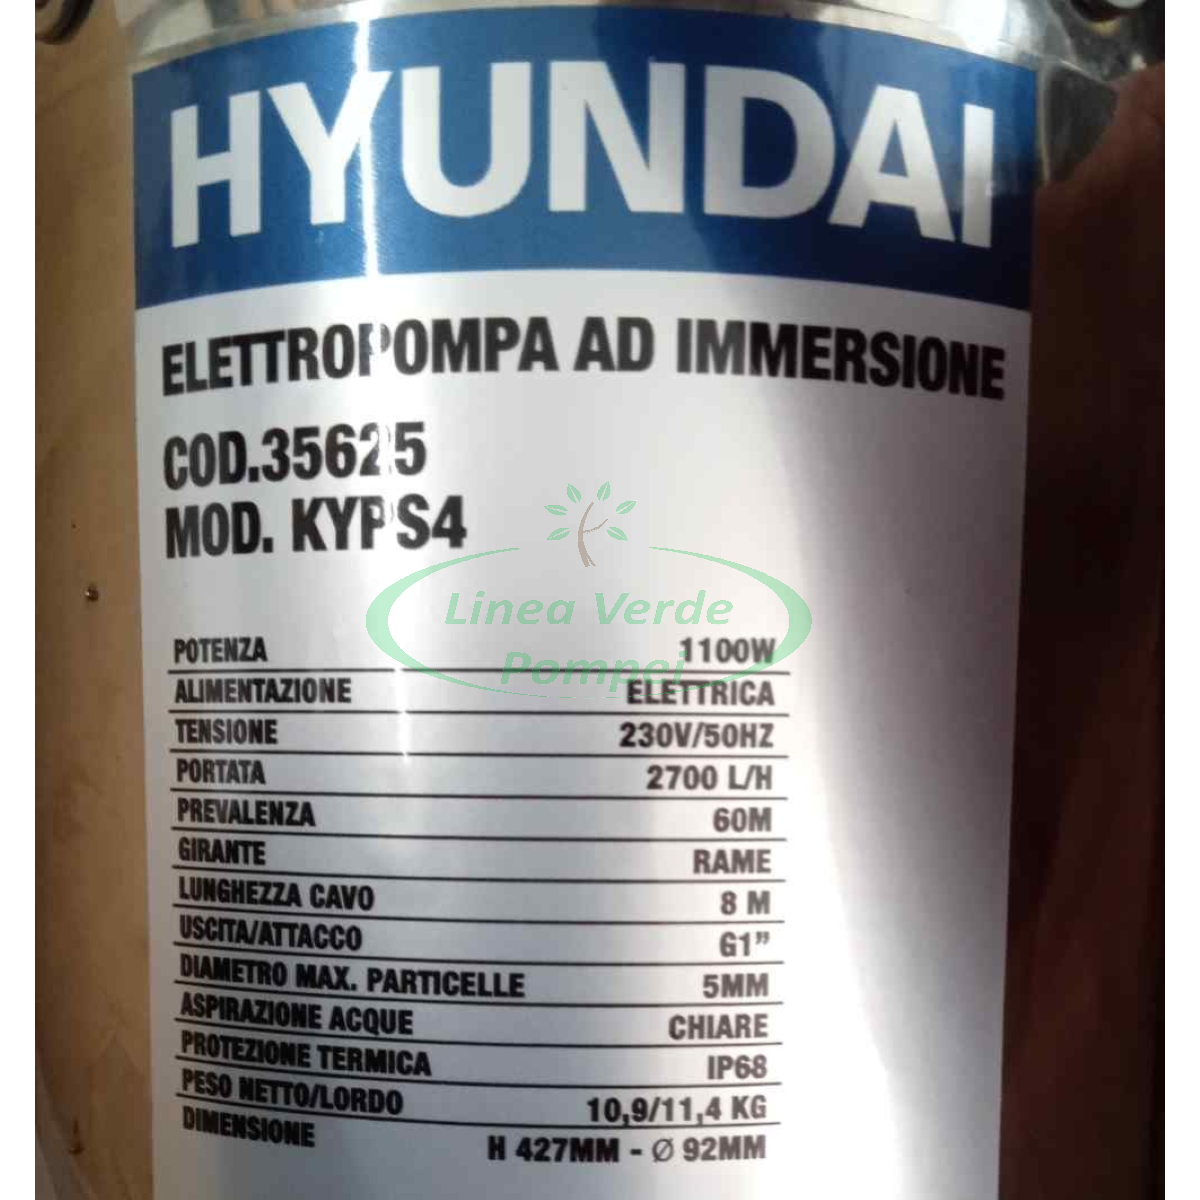 HYUNDAI
ELETTROPOMPA AD IMMERSIONE
COD.35625
MOD. KYPS4
Linea Verde
Pompei
POTENZA 1100W
ALIMENTAZIONE ELETTRICA
TENSIONE 230V/50HZ
PORTATA 2700 L/H
PREVALENZA 60M
GIRANTE RAME
LUNGHEZZA CAVO 8 M
USCITA/ATTACCO G1”
DIAMETRO MAX. PARTICELLE 5MM
ASPIRAZIONE ACQUE CHIARE
PROTEZIONE TERMICA IP68
PESO NETTO/LORDO 10,9/11,4 KG
DIMENSIONE H 427MM - Ø 92MM